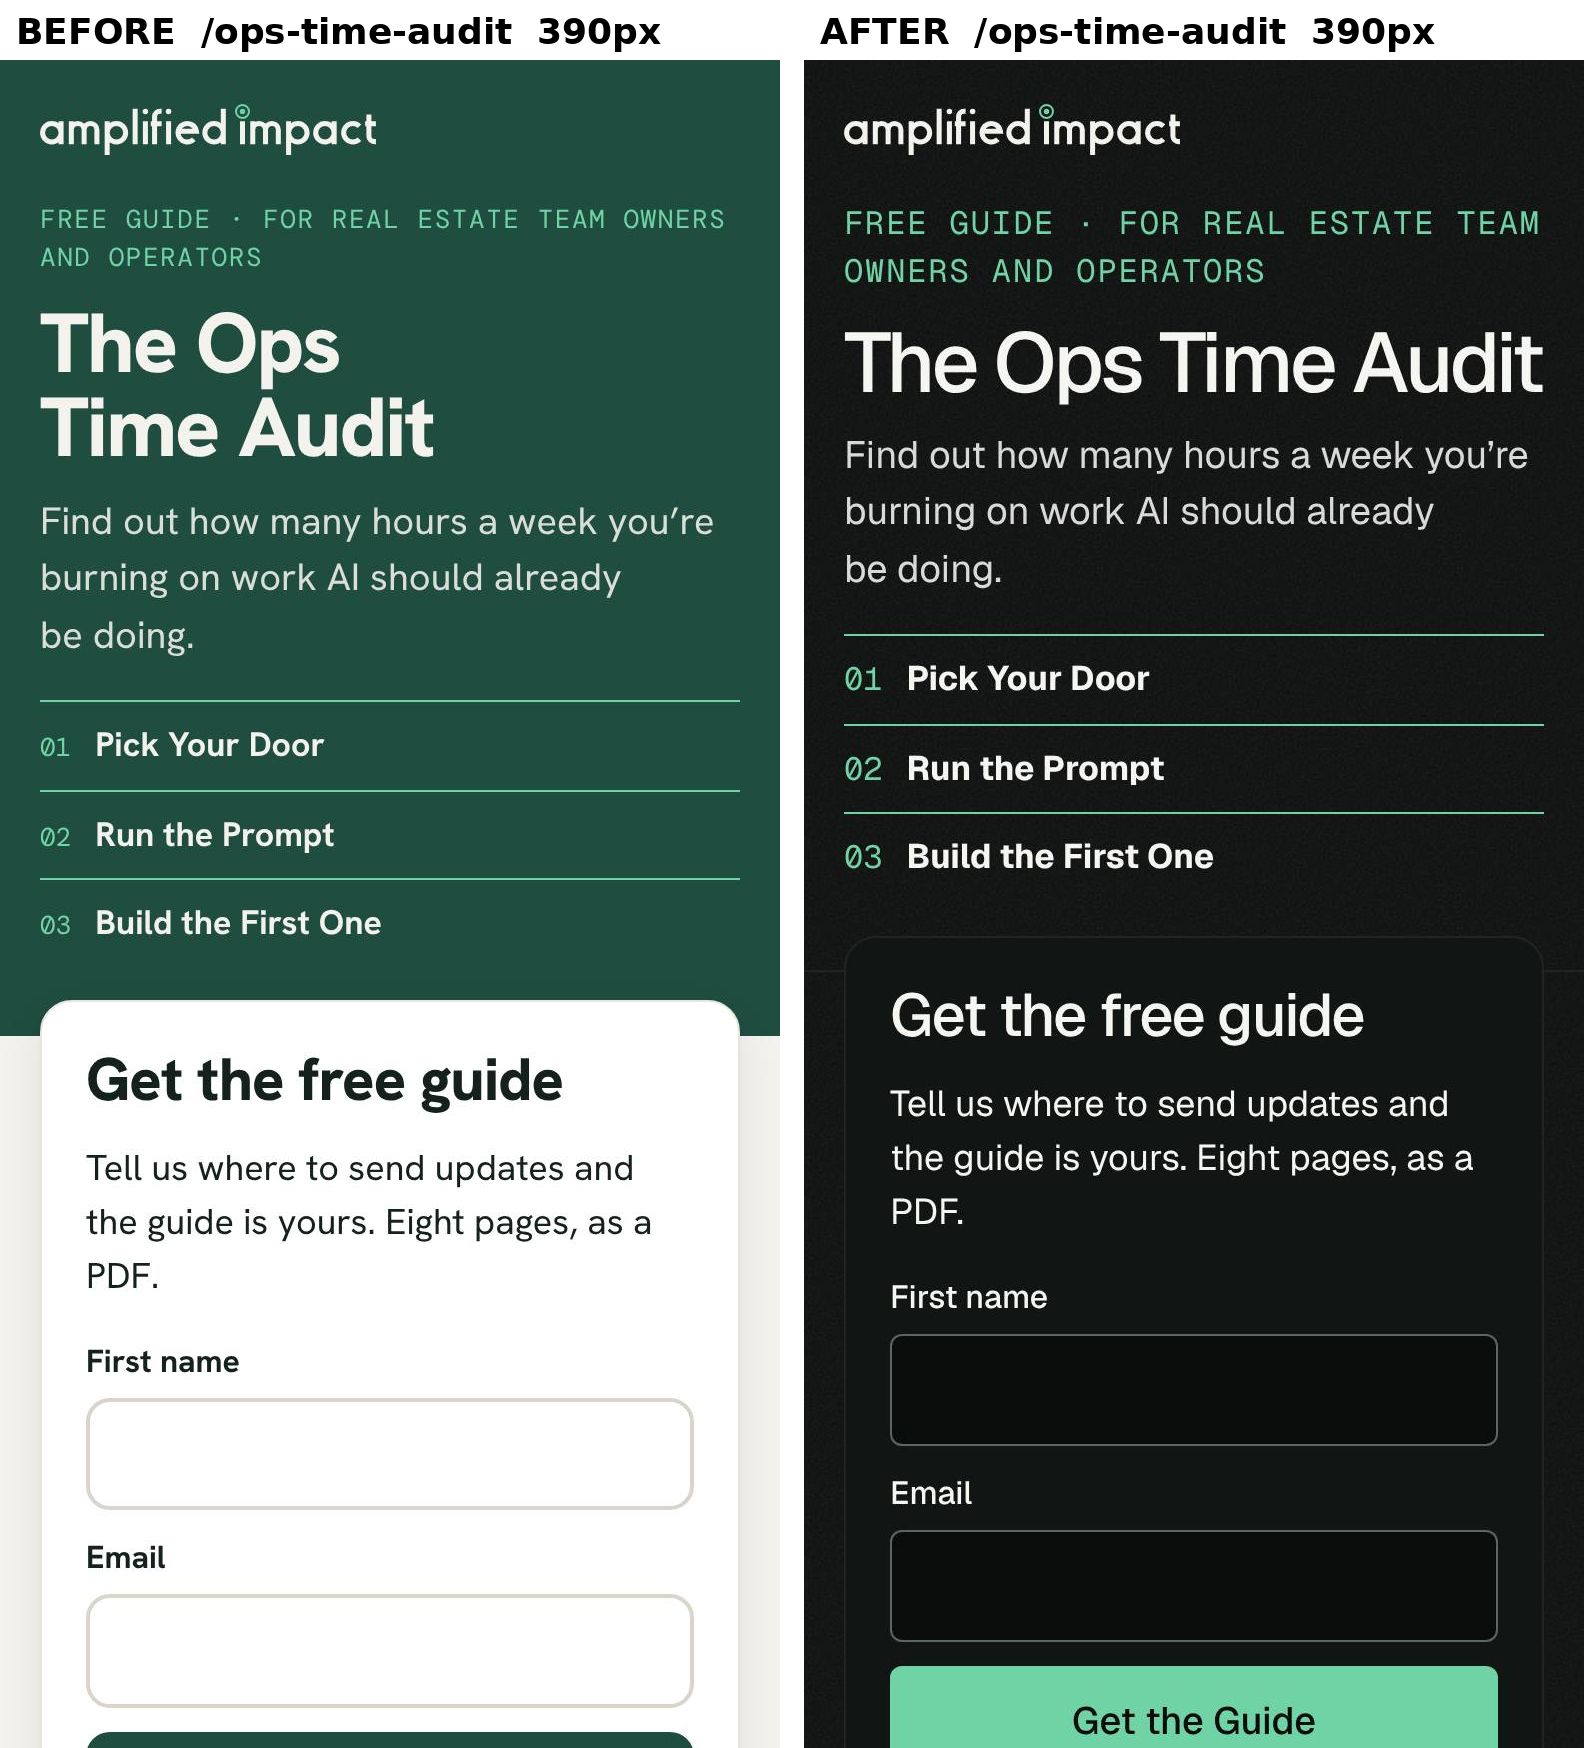 BEFORE /ops-time-audit 390px
amplified impact
FREE GUIDE · FOR REAL ESTATE TEAM OWNERS
AND OPERATORS
The Ops
Time Audit
Find out how many hours a week you’re
burning on work AI should already
be doing.
01 Pick Your Door
02 Run the Prompt
03 Build the First One
Get the free guide
Tell us where to send updates and
the guide is yours. Eight pages, as a
PDF.
First name
Email
AFTER /ops-time-audit 390px
amplified impact
FREE GUIDE · FOR REAL ESTATE TEAM
OWNERS AND OPERATORS
The Ops Time Audit
Find out how many hours a week you’re
burning on work AI should already
be doing.
01 Pick Your Door
02 Run the Prompt
03 Build the First One
Get the free guide
Tell us where to send updates and
the guide is yours. Eight pages, as a
PDF.
First name
Email
Get the Guide